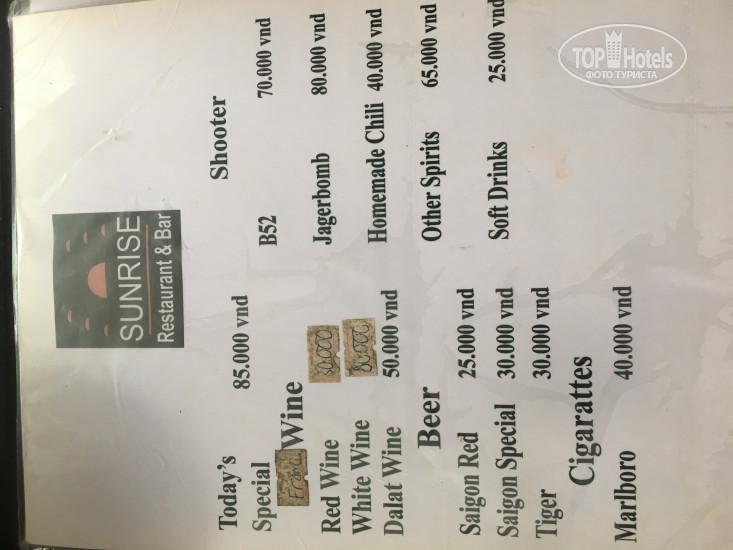 TOP Hotels
ФОТО ТУРИСТА
SUNRISE
Restaurant & Bar
Today's
Special 85.000 vnd
Wine
Red Wine
White Wine 80.000
Dalat Wine 50.000 vnd
Beer
Saigon Red 25.000 vnd
Saigon Special 30.000 vnd
Tiger 30.000 vnd
Cigarattes
Marlboro 40.000 vnd
Shooter
B52 70.000 vnd
Jagerbomb 80.000 vnd
Homemade Chili 40.000 vnd
Other Spirits 65.000 vnd
Soft Drinks 25.000 vnd